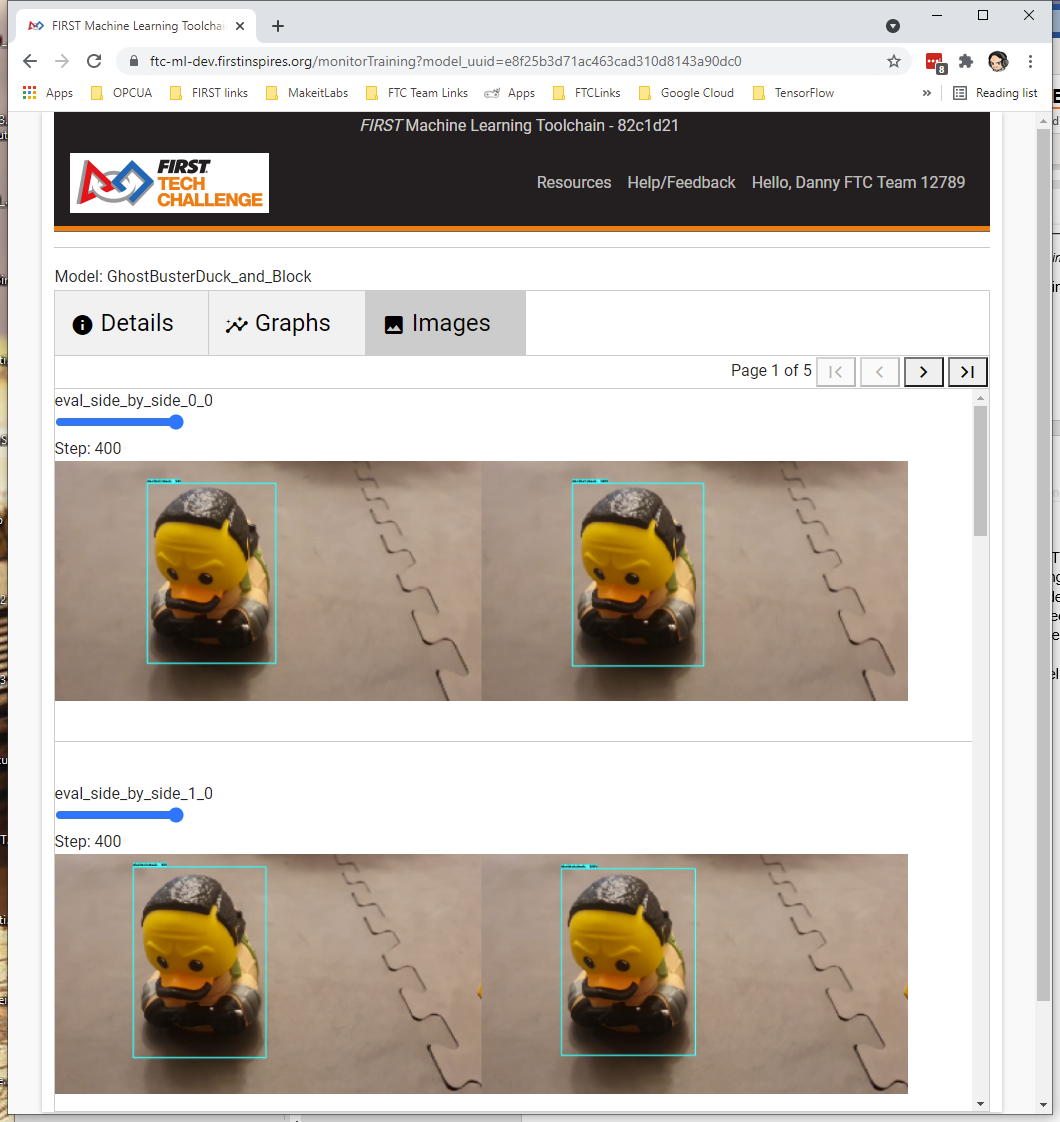 FIRST Machine Learning Toolchai
ftc-ml-dev.firstinspires.org/monitorTraining?model_uuid=e8f25b3d71ac463cad310d8143a90dc0
8
Apps OPCUA FIRST links MakeitLabs FTC Team Links Apps FTCLinks Google Cloud TensorFlow » Reading list
FIRST Machine Learning Toolchain - 82c1d21
FIRST
TECH
CHALLENGE
Resources Help/Feedback Hello, Danny FTC Team 12789
Model: GhostBusterDuck_and_Block
Details Graphs Images
Page 1 of 5
eval_side_by_side_0_0
Step: 400
eval_side_by_side_1_0
Step: 400